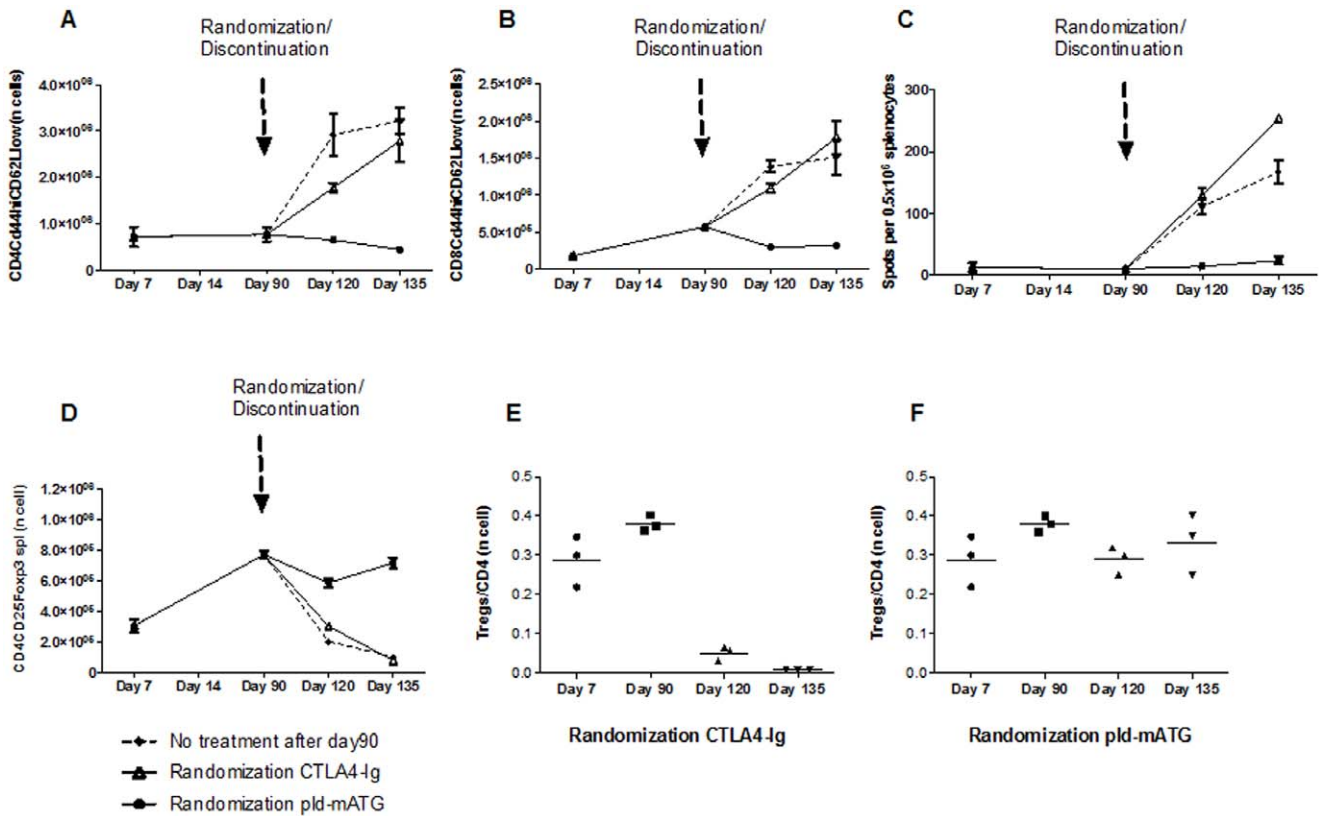 A
Randomization/
Discontinuation
CD4Cd44hiCD62Llow(n cells)
4.0×10⁰⁶
3.0×10⁰⁶
2.0×10⁰⁶
1.0×10⁰⁶
0
Day 7 Day 14 Day 90 Day 120 Day 135
B
Randomization/
Discontinuation
CD8Cd44hiCD62Llow(n cells)
2.5×10⁰⁶
2.0×10⁰⁶
1.5×10⁰⁶
1.0×10⁰⁶
5.0×10⁰⁵
0
Day 7 Day 14 Day 90 Day 120 Day 135
C
Randomization/
Discontinuation
Spots per 0.5x10⁶ splenocytes
300
200
100
0
Day 7 Day 14 Day 90 Day 120 Day 135
D
Randomization/
Discontinuation
CD4CD25Foxp3 spl (n cell)
1.2×10⁰⁶
1.0×10⁰⁶
8.0×10⁰⁵
6.0×10⁰⁵
4.0×10⁰⁵
2.0×10⁰⁵
0
Day 7 Day 14 Day 90 Day 120 Day 135
No treatment after day90
Randomization CTLA4-Ig
Randomization pld-mATG
E
Tregs/CD4 (n cell)
0.5
0.4
0.3
0.2
0.1
0.0
Day 7 Day 90 Day 120 Day 135
Randomization CTLA4-Ig
F
Tregs/CD4 (n cell)
0.5
0.4
0.3
0.2
0.1
0.0
Day 7 Day 90 Day 120 Day 135
Randomization pld-mATG